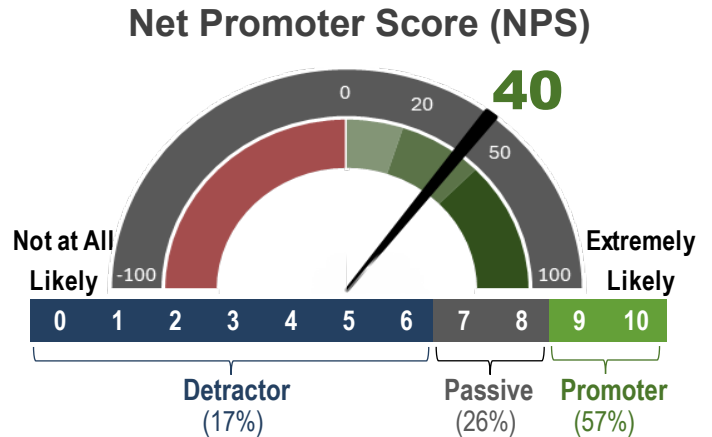 Net Promoter Score (NPS)
40
0
20
50
-100
100
Not at All
Likely
Extremely
Likely
0 1 2 3 4 5 6 7 8 9 10
Detractor
(17%)
Passive
(26%)
Promoter
(57%)